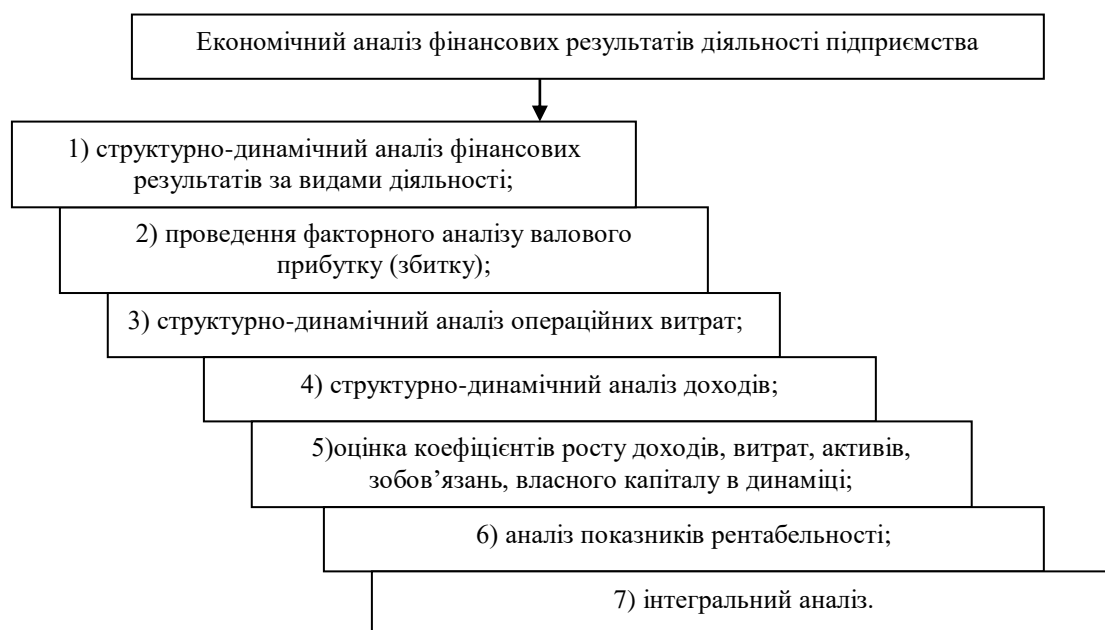 Економічний аналіз фінансових результатів діяльності підприємства
1) структурно-динамічний аналіз фінансових
результатів за видами діяльності;
2) проведення факторного аналізу валового
прибутку (збитку);
3) структурно-динамічний аналіз операційних витрат;
4) структурно-динамічний аналіз доходів;
5)оцінка коефіцієнтів росту доходів, витрат, активів,
зобов’язань, власного капіталу в динаміці;
6) аналіз показників рентабельності;
7) інтегральний аналіз.